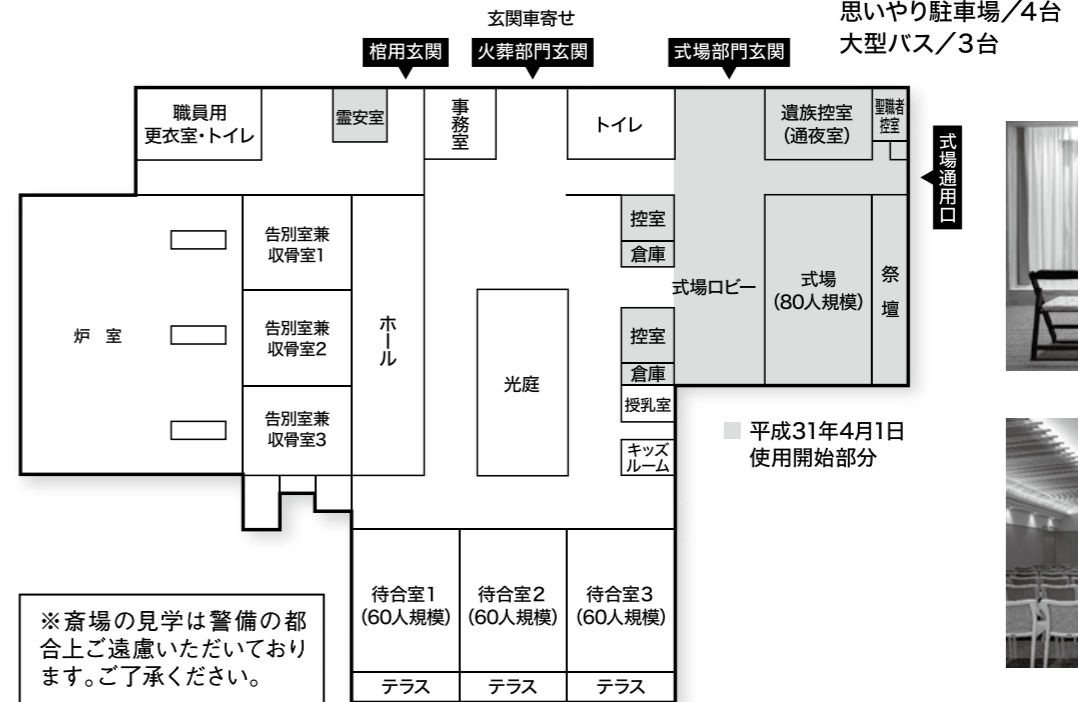 思いやり駐車場／4台
大型バス／3台
玄関車寄せ
棺用玄関
火葬部門玄関
式場部門玄関
職員用
更衣室・トイレ
霊安室
事務室
トイレ
遺族控室
(通夜室)
聖職者
控室
式場通用口
炉 室
告別室兼
収骨室1
告別室兼
収骨室2
告別室兼
収骨室3
ホール
光庭
控室
倉庫
控室
倉庫
授乳室
キッズ
ルーム
式場ロビー
式場
(80人規模)
祭壇
平成31年4月1日
使用開始部分
待合室1
(60人規模)
待合室2
(60人規模)
待合室3
(60人規模)
テラス
テラス
テラス
※斎場の見学は警備の都
合上ご遠慮いただいており
ます。ご了承ください。